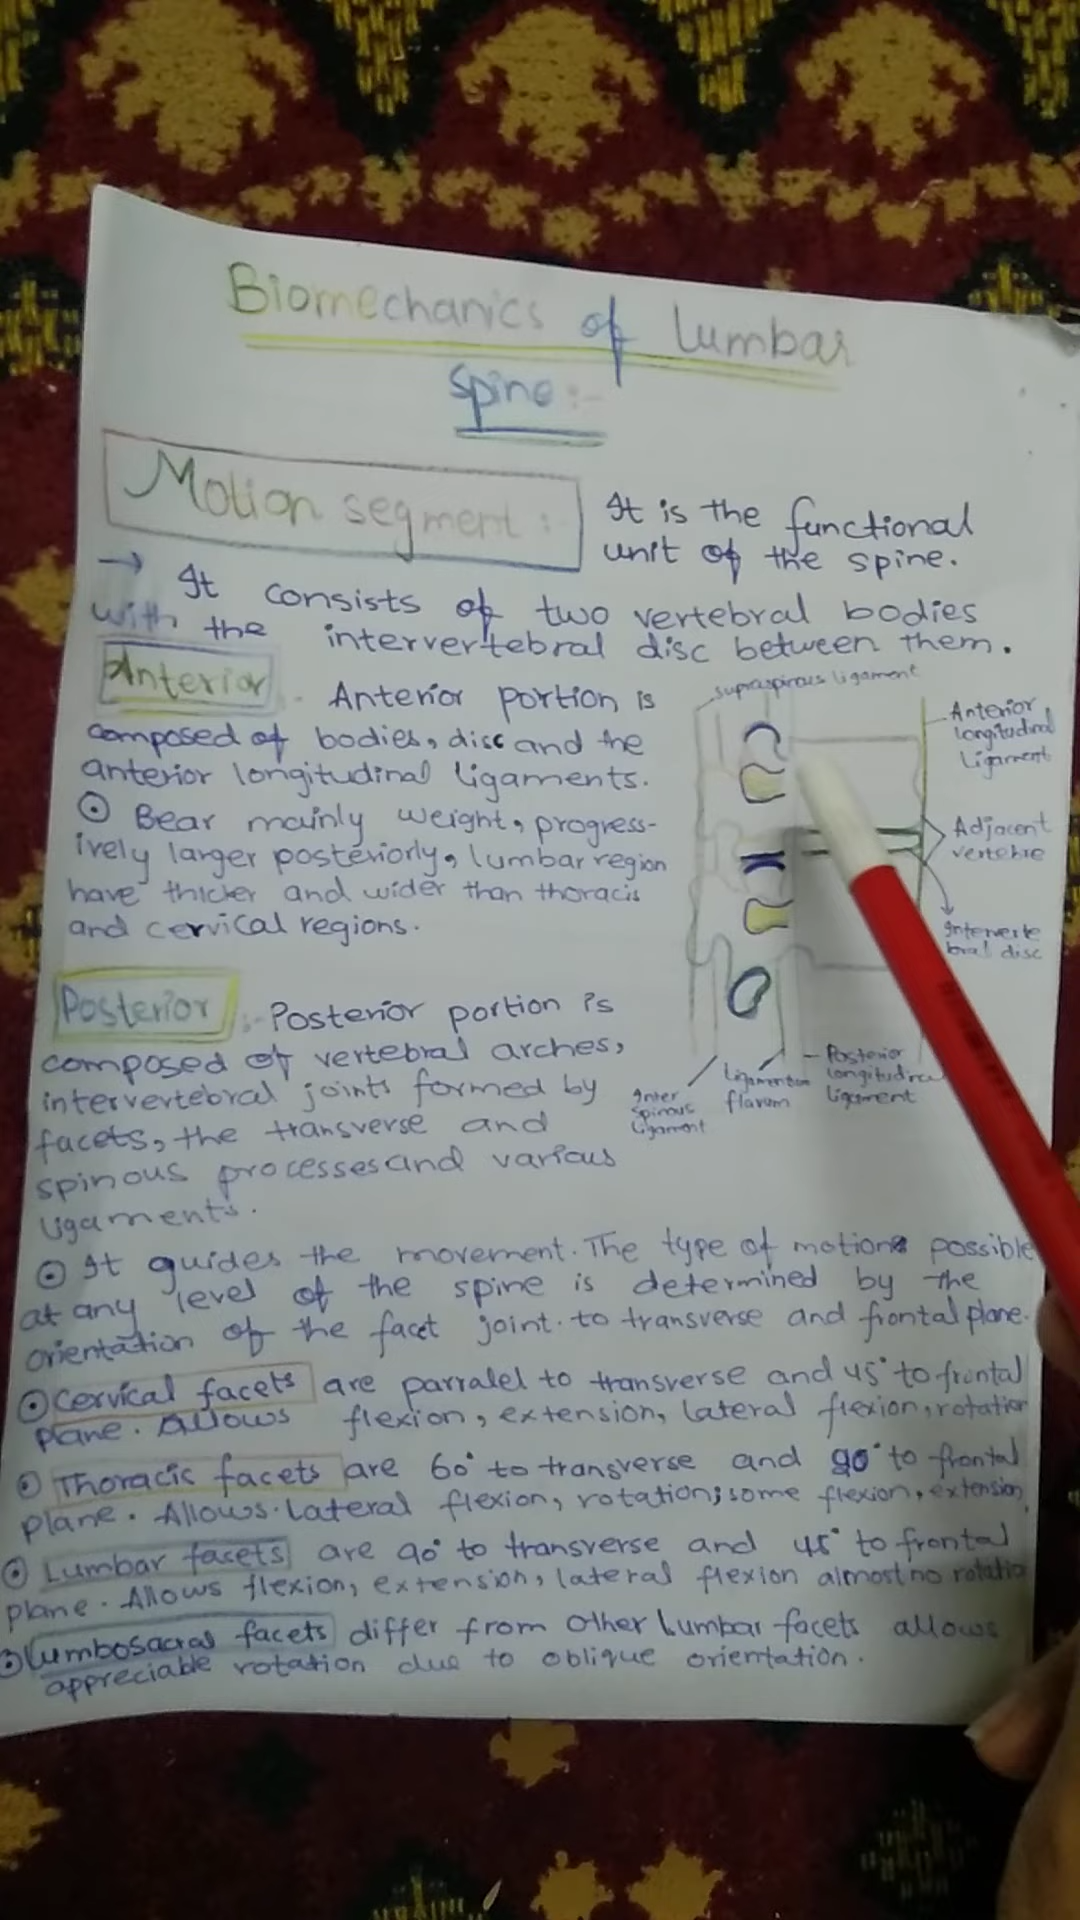 Biomechanics of Lumbar
Spine:-
Motion segment:
It is the functional
unit of the spine.
→ It consists of two vertebral bodies
with the intervertebral disc between them.
Anterior :- Anterior portion is
composed of bodies, disc and the
anterior longitudinal ligaments.
⊙ Bear mainly weight, progress-
ively larger posteriorly, lumbar region
have thicker and wider than thoracis
and cervical regions.
supraspinous ligament
Anterior
longitudinal
Ligament
Adjacent
vertebre
Interverte
bral disc
Posterior
longitudinal
ligament
Ligamentum
flavum
Inter
spinous
ligament
Posterior :- Posterior portion is
composed of vertebral arches,
intervertebral joints formed by
facets, the transverse and
spinous processes and various
ligaments.
⊙ It guides the movement. The type of motion possible
at any level of the spine is determined by the
orientation of the facet joint. to transverse and frontal plane.
⊙ Cervical facets are parralel to transverse and 45° to frontal
plane. Allows flexion, extension, lateral flexion, rotation
⊙ Thoracic facets are 60° to transverse and 90° to frontal
plane. Allows. Lateral flexion, rotation; some flexion, extension,
⊙ Lumbar facets are 90° to transverse and 45° to frontal
plane. Allows flexion, extension, lateral flexion almost no rotatio
⊙ Lumbosacral facets differ from other Lumbar facets allows
appreciable rotation due to oblique orientation.